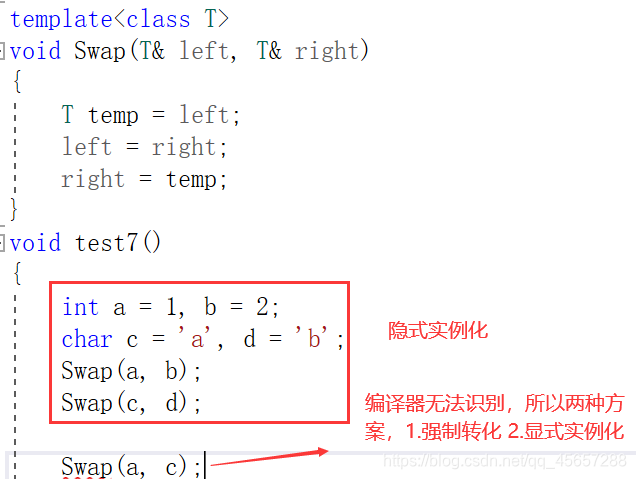 template<class T>
void Swap(T& left, T& right)
{
T temp = left;
left = right;
right = temp;
}
void test7()
{
int a = 1, b = 2;
char c = 'a', d = 'b';
隐式实例化
Swap(a, b);
Swap(c, d);
编译器无法识别，所以两种方
案，1.强制转化 2.显式实例化
Swap(a, c);
https://blog.csdn.net/qq_45657288